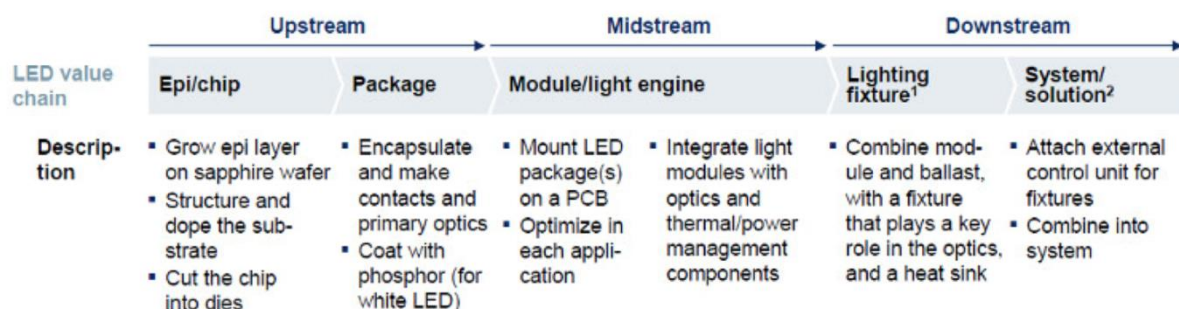 Upstream
Midstream
Downstream
LED value
chain
Epi/chip
Package
Module/light engine
Lighting
fixture¹
System/
solution²
Descrip-
tion
▪ Grow epi layer
on sapphire wafer
▪ Structure and
dope the sub-
strate
▪ Cut the chip
into dies
▪ Encapsulate
and make
contacts and
primary optics
▪ Coat with
phosphor (for
white LED)
▪ Mount LED
package(s)
on a PCB
▪ Optimize in
each appli-
cation
▪ Integrate light
modules with
optics and
thermal/power
management
components
▪ Combine mod-
ule and ballast,
with a fixture
that plays a key
role in the optics,
and a heat sink
▪ Attach external
control unit for
fixtures
▪ Combine into
system